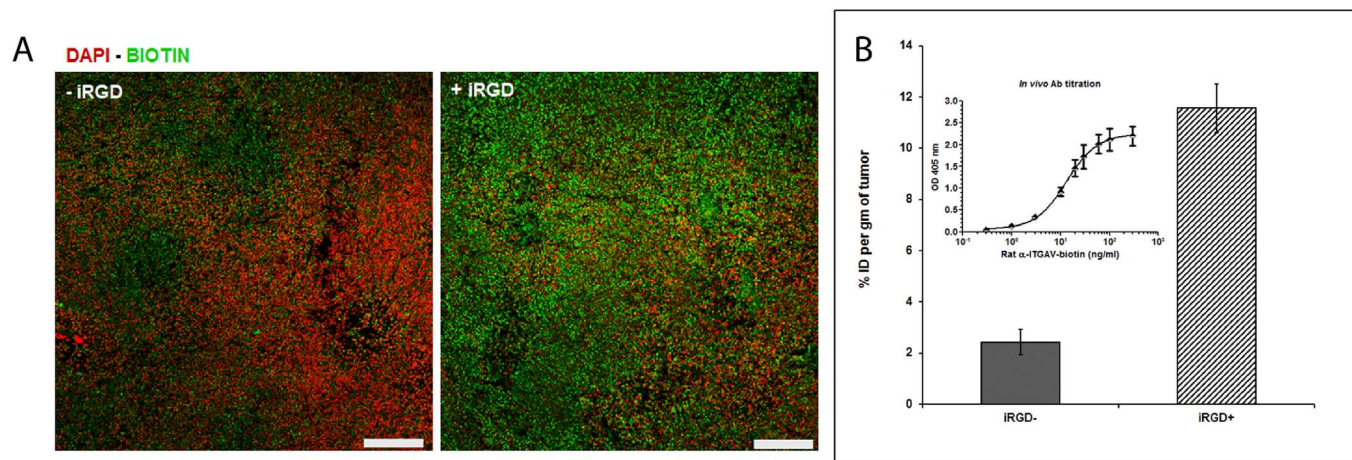 A
DAPI - BIOTIN
- iRGD
+ iRGD
B
% ID per gm of tumor
14
12
10
8
6
4
2
0
iRGD-
iRGD+
In vivo Ab titration
OD 405 nm
3.0
2.5
2.0
1.5
1.0
0.5
0.0
10-1 100 101 102 103
Rat α-ITGAV-biotin (ng/ml)